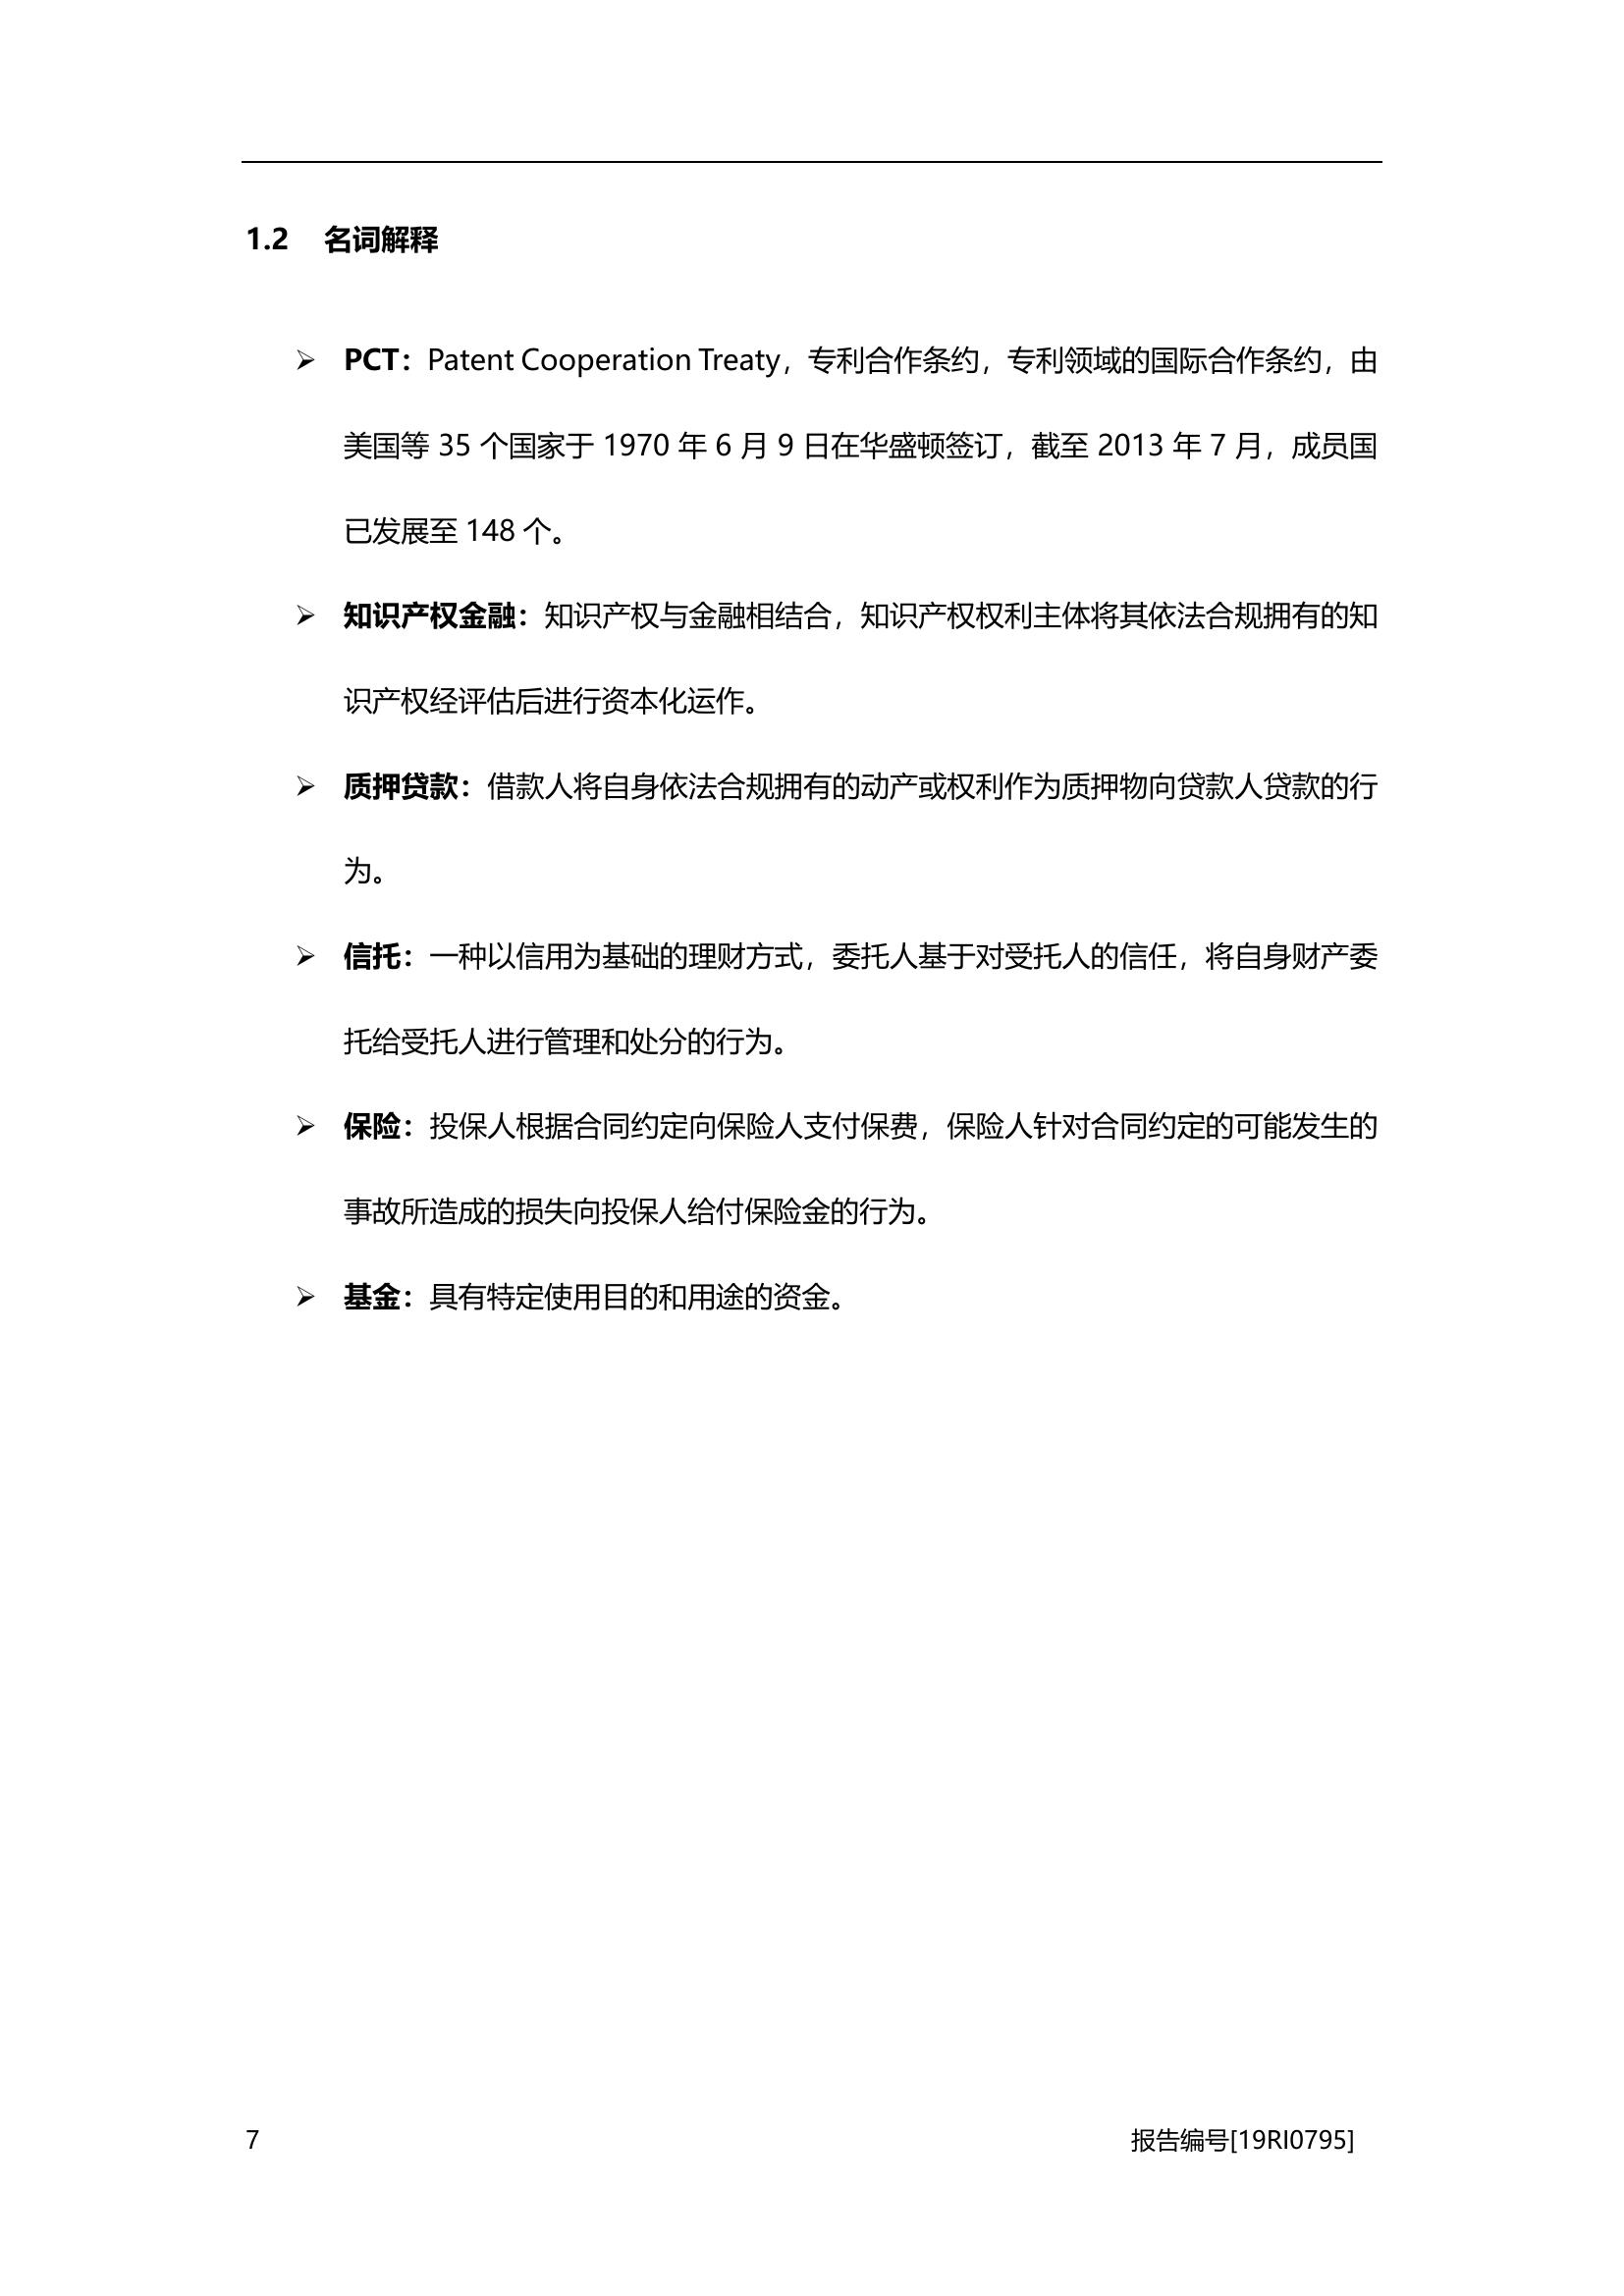 1.2 名词解释
➢ PCT：Patent Cooperation Treaty，专利合作条约，专利领域的国际合作条约，由
美国等 35 个国家于 1970 年 6 月 9 日在华盛顿签订，截至 2013 年 7 月，成员国
已发展至 148 个。
➢ 知识产权金融：知识产权与金融相结合，知识产权权利主体将其依法合规拥有的知
识产权经评估后进行资本化运作。
➢ 质押贷款：借款人将自身依法合规拥有的动产或权利作为质押物向贷款人贷款的行
为。
➢ 信托：一种以信用为基础的理财方式，委托人基于对受托人的信任，将自身财产委
托给受托人进行管理和处分的行为。
➢ 保险：投保人根据合同约定向保险人支付保费，保险人针对合同约定的可能发生的
事故所造成的损失向投保人给付保险金的行为。
➢ 基金：具有特定使用目的和用途的资金。
7 报告编号[19RI0795]